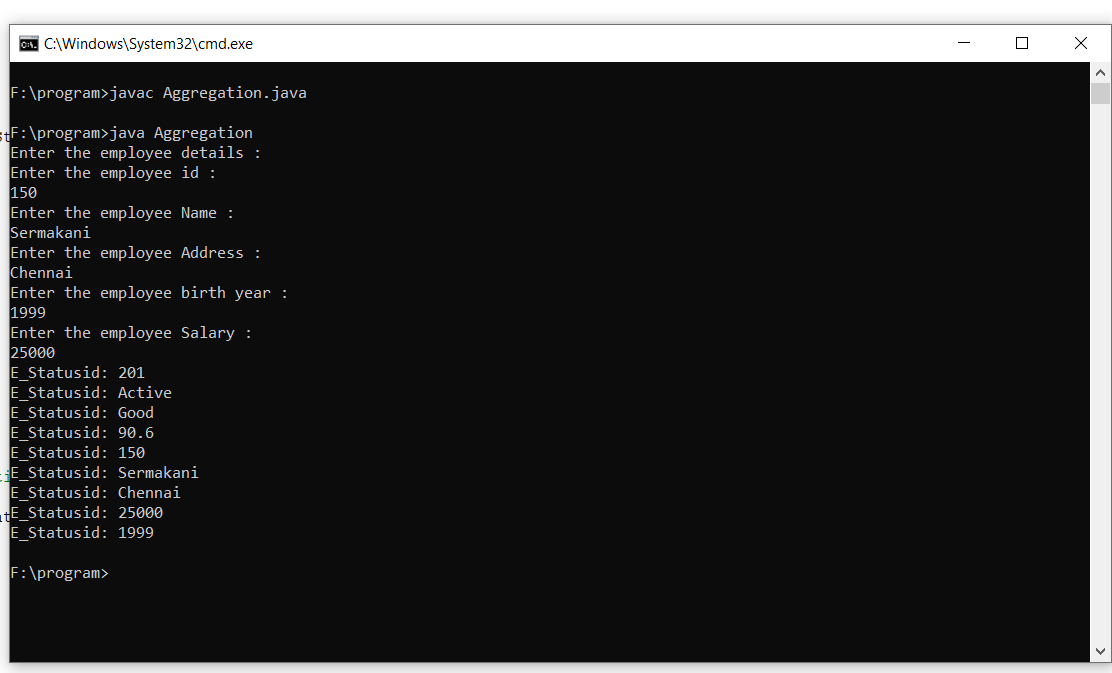 C:\Windows\System32\cmd.exe
F:\program>javac Aggregation.java
F:\program>java Aggregation
Enter the employee details :
Enter the employee id :
150
Enter the employee Name :
Sermakani
Enter the employee Address :
Chennai
Enter the employee birth year :
1999
Enter the employee Salary :
25000
E_Statusid: 201
E_Statusid: Active
E_Statusid: Good
E_Statusid: 90.6
E_Statusid: 150
E_Statusid: Sermakani
E_Statusid: Chennai
E_Statusid: 25000
E_Statusid: 1999
F:\program>